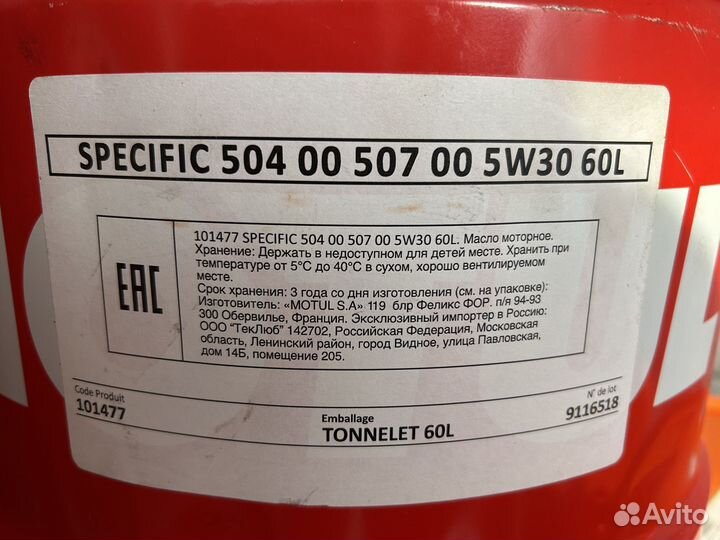 SPECIFIC 504 00 507 00 5W30 60L
EAC
101477 SPECIFIC 504 00 507 00 5W30 60L. Масло моторное.
Хранение: Держать в недоступном для детей месте. Хранить при
температуре от 5°С до 40°С в сухом, хорошо вентилируемом
месте.
Срок хранения: 3 года со дня изготовления (см. на упаковке):
Изготовитель: «MOTUL S.A» 119 блр Феликс ФОР. п/я 94-93
300 Обервилье, Франция. Эксклюзивный импортер в Россию:
ООО "ТекЛюб" 142702, Российская Федерация, Московская
область, Ленинский район, город Видное, улица Павловская,
дом 14Б, помещение 205.
Code Produit
101477
Emballage
TONNELET 60L
N° de lot
9116518
Avito